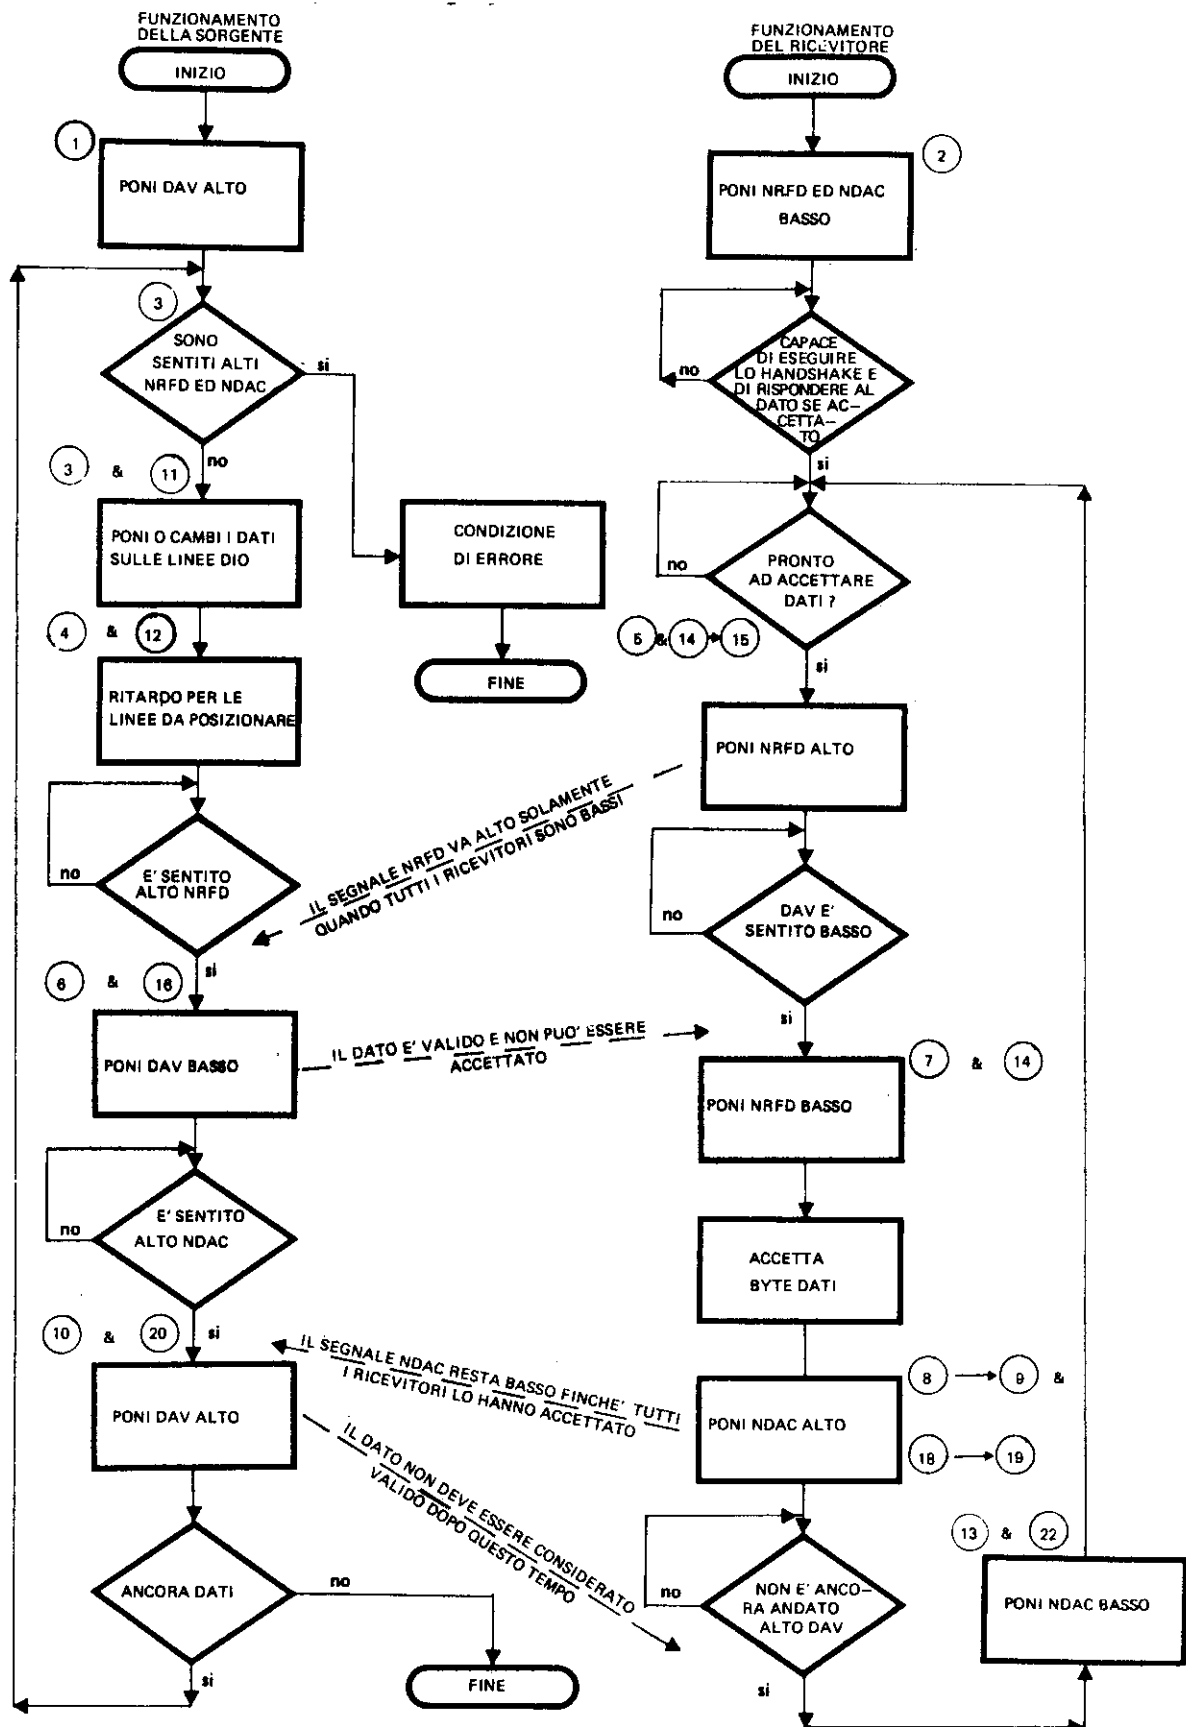 FUNZIONAMENTO
DELLA SORGENTE
INIZIO
1
PONI DAV ALTO
3
SONO
SENTITI ALTI
NRFD ED NDAC
si
no
3 & 11
PONI O CAMBI I DATI
SULLE LINEE DIO
CONDIZIONE
DI ERRORE
FINE
4 & 12
RITARDO PER LE
LINEE DA POSIZIONARE
E' SENTITO
ALTO NRFD
no
si
6 & 16
PONI DAV BASSO
E' SENTITO
ALTO NDAC
no
si
10 & 20
PONI DAV ALTO
ANCORA DATI
no
si
FINE
IL SEGNALE NRFD VA ALTO SOLAMENTE
QUANDO TUTTI I RICEVITORI SONO BASSI
IL DATO E' VALIDO E NON PUO' ESSERE
ACCETTATO
IL SEGNALE NDAC RESTA BASSO FINCHE' TUTTI
I RICEVITORI LO HANNO ACCETTATO
IL DATO NON DEVE ESSERE CONSIDERATO
VALIDO DOPO QUESTO TEMPO
FUNZIONAMENTO
DEL RICEVITORE
INIZIO
2
PONI NRFD ED NDAC
BASSO
CAPACE
DI ESEGUIRE
LO HANDSHAKE E
DI RISPONDERE AL
DATO SE AC–
CETTA–
TO
no
si
PRONTO
AD ACCETTARE
DATI ?
no
5 & 14 → 15
si
PONI NRFD ALTO
DAV E'
SENTITO BASSO
no
si
7 & 14
PONI NRFD BASSO
ACCETTA
BYTE DATI
8 → 9 &
PONI NDAC ALTO
18 → 19
NON E' ANCO–
RA ANDATO
ALTO DAV
no
si
13 & 22
PONI NDAC BASSO